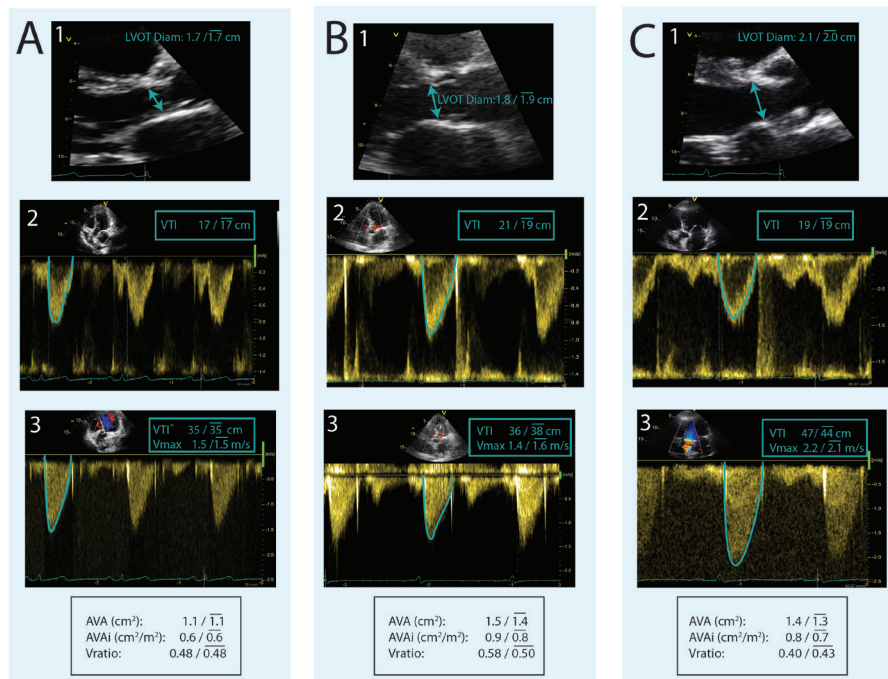 A
1
LVOT Diam: 1.7 / 1.7 cm
2
VTI 17 / 17 cm
3
VTI 35 / 35 cm
Vmax 1.5 / 1.5 m/s
AVA (cm²): 1.1 / 1.1
AVAi (cm²/m²): 0.6 / 0.6
Vratio: 0.48 / 0.48
B
1
LVOT Diam:1.8 / 1.9 cm
2
VTI 21 / 19 cm
3
VTI 36 / 38 cm
Vmax 1.4 / 1.6 m/s
AVA (cm²): 1.5 / 1.4
AVAi (cm²/m²): 0.9 / 0.8
Vratio: 0.58 / 0.50
C
1
LVOT Diam: 2.1 / 2.0 cm
2
VTI 19 / 19 cm
3
VTI 47 / 44 cm
Vmax 2.2 / 2.1 m/s
AVA (cm²): 1.4 / 1.3
AVAi (cm²/m²): 0.8 / 0.7
Vratio: 0.40 / 0.43